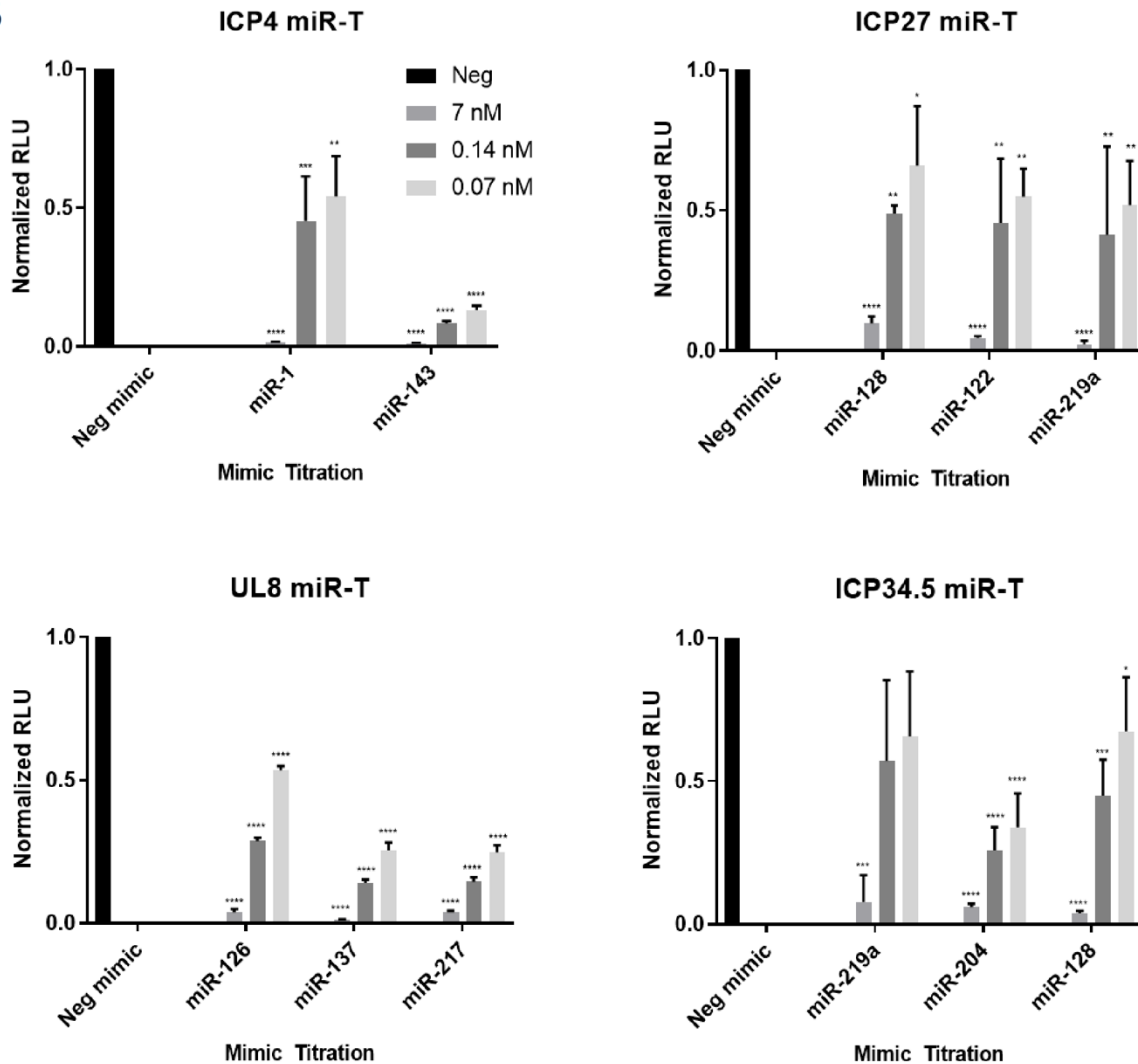 ICP4 miR-T
1.0
0.5
0.0
Normalized RLU
Neg
7 nM
0.14 nM
0.07 nM
****
***
**
****
****
****
Neg mimic
miR-1
miR-143
Mimic Titration
ICP27 miR-T
1.0
0.5
0.0
Normalized RLU
****
**
*
****
**
**
****
**
**
Neg mimic
miR-128
miR-122
miR-219a
Mimic Titration
UL8 miR-T
1.0
0.5
0.0
Normalized RLU
****
****
****
****
****
****
****
****
****
Neg mimic
miR-126
miR-137
miR-217
Mimic Titration
ICP34.5 miR-T
1.0
0.5
0.0
Normalized RLU
***
****
****
****
****
***
*
Neg mimic
miR-219a
miR-204
miR-128
Mimic Titration